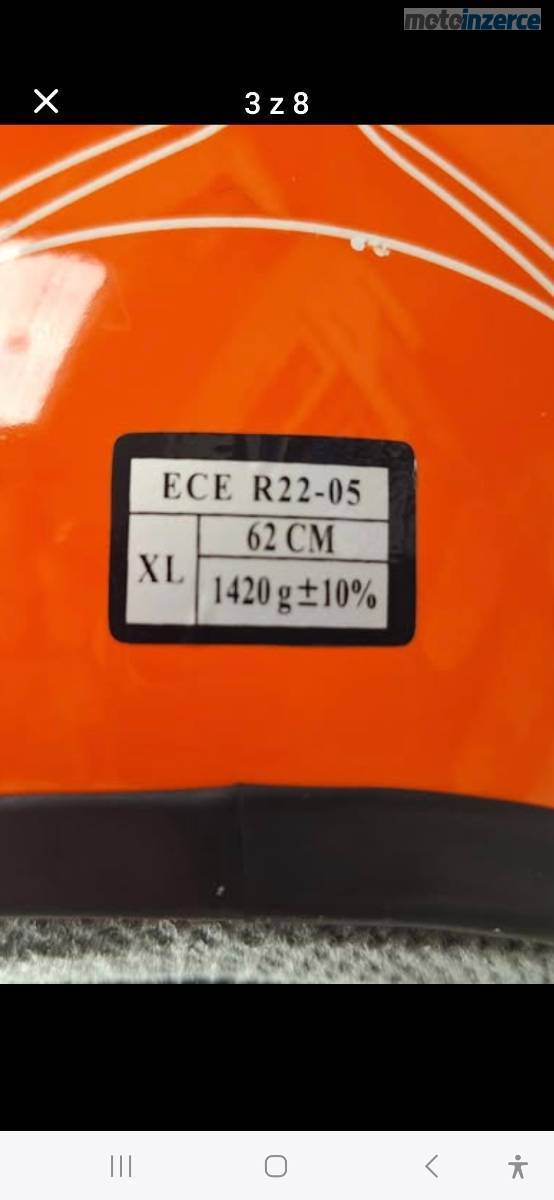 motoinzerce
3 z 8
ECE R22-05
XL
62 CM
1420 g±10%